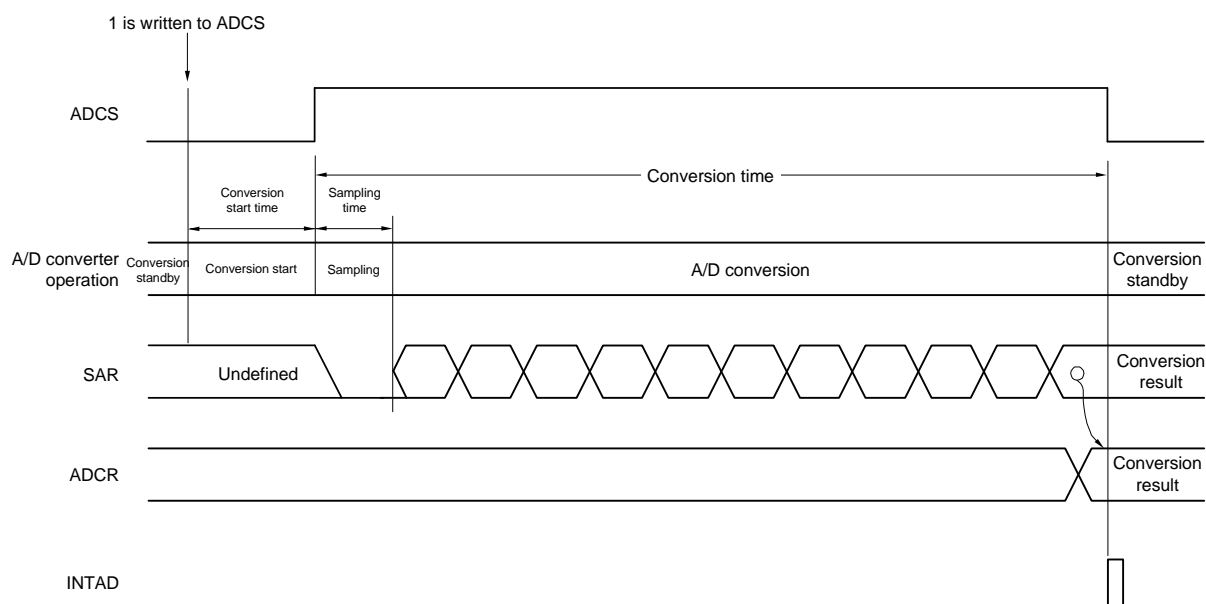 1 is written to ADCS
ADCS
Conversion time
Conversion
start time
Sampling
time
A/D converter
operation
Conversion
standby
Conversion start
Sampling
A/D conversion
Conversion
standby
SAR
Undefined
Conversion
result
ADCR
Conversion
result
INTAD